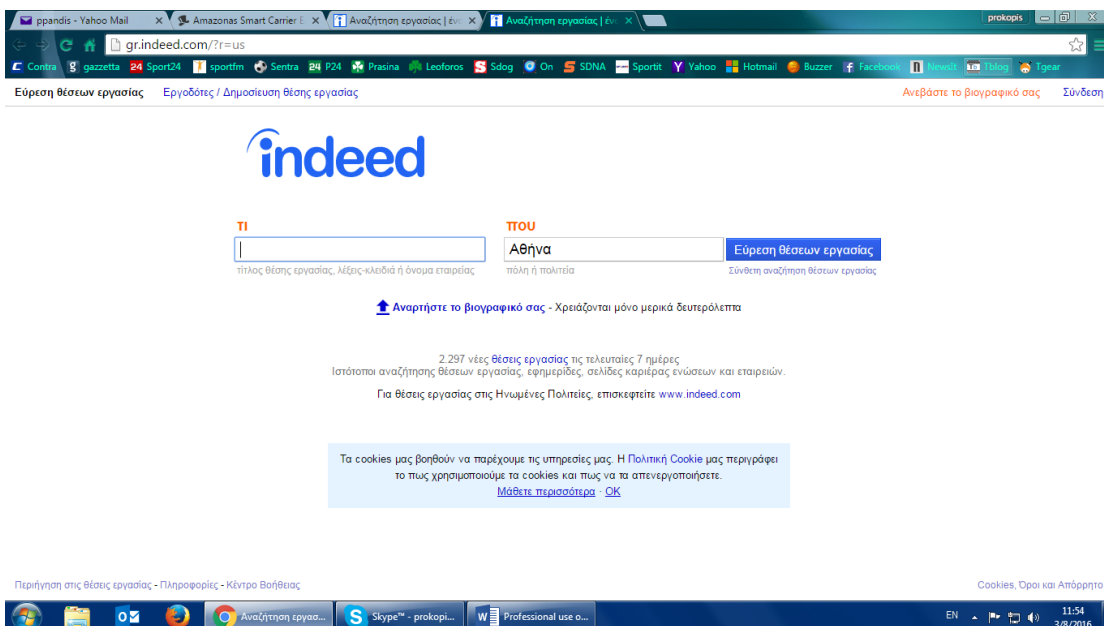 ppandis - Yahoo Mail
Amazonas Smart Carrier E
Αναζήτηση εργασίας | ένα
Αναζήτηση εργασίας | ένα
prokopis
gr.indeed.com/?r=us
Contra gazzetta Sport24 sportfm Sentra P24 Prasina Leoforos Sdog On SDNA Sportit Yahoo Hotmail Buzzer Facebook NewsIt Tblog Tgear
Εύρεση θέσεων εργασίας Εργοδότες / Δημοσίευση θέσης εργασίας Ανεβάστε το βιογραφικό σας Σύνδεση
indeed
τι που
Αθήνα Εύρεση θέσεων εργασίας
τίτλος θέσης εργασίας, λέξεις-κλειδιά ή όνομα εταιρείας πόλη ή πολιτεία Σύνθετη αναζήτηση θέσεων εργασίας
Αναρτήστε το βιογραφικό σας - Χρειάζονται μόνο μερικά δευτερόλεπτα
2.297 νέες θέσεις εργασίας τις τελευταίες 7 ημέρες
Ιστότοποι αναζήτησης θέσεων εργασίας, εφημερίδες, σελίδες καριέρας ενώσεων και εταιρειών.
Για θέσεις εργασίας στις Ηνωμένες Πολιτείες, επισκεφτείτε www.indeed.com
Τα cookies μας βοηθούν να παρέχουμε τις υπηρεσίες μας. Η Πολιτική Cookie μας περιγράφει
το πως χρησιμοποιούμε τα cookies και πως να τα απενεργοποιήσετε.
Μάθετε περισσότερα · OK
Περιήγηση στις θέσεις εργασίας - Πληροφορίες - Κέντρο Βοήθειας Cookies, Όροι και Απόρρητο
Αναζήτηση εργασ... Skype™ - prokopi... Professional use o... EN 11:54
3/8/2016